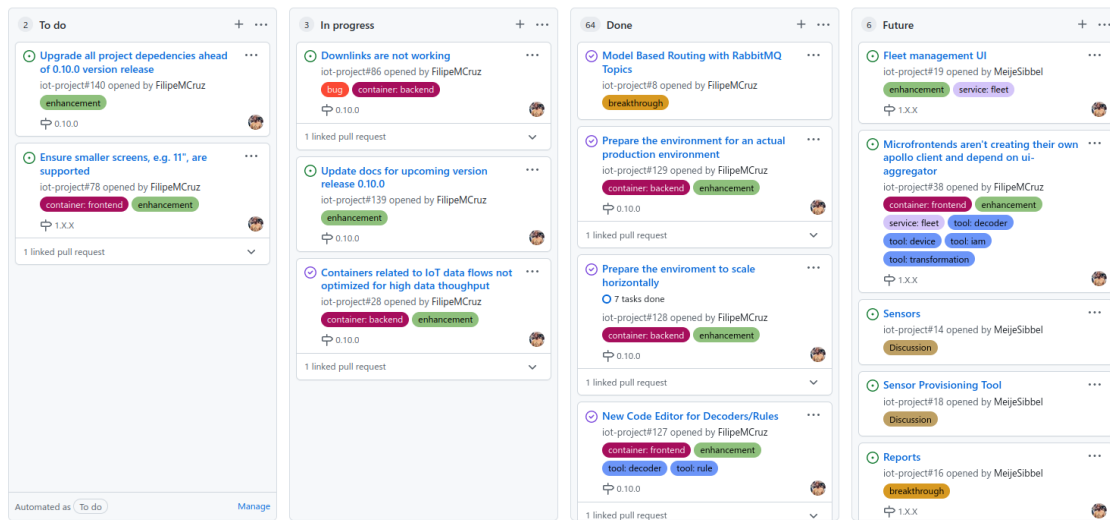 2 To do + ...
Upgrade all project depedencies ahead
of 0.10.0 version release
iot-project#140 opened by FilipeMCruz
enhancement
0.10.0
Ensure smaller screens, e.g. 11", are
supported
iot-project#78 opened by FilipeMCruz
container: frontend enhancement
1.X.X
1 linked pull request
Automated as To do Manage
3 In progress + ...
Downlinks are not working
iot-project#86 opened by FilipeMCruz
bug container: backend
0.10.0
1 linked pull request
Update docs for upcoming version
release 0.10.0
iot-project#139 opened by FilipeMCruz
enhancement
0.10.0
Containers related to IoT data flows not
optimized for high data thoughput
iot-project#28 opened by FilipeMCruz
container: backend enhancement
0.10.0
1 linked pull request
64 Done + ...
Model Based Routing with RabbitMQ
Topics
iot-project#8 opened by FilipeMCruz
breakthrough
Prepare the environment for an actual
production environment
iot-project#129 opened by FilipeMCruz
container: backend enhancement
0.10.0
1 linked pull request
Prepare the enviroment to scale
horizontally
7 tasks done
iot-project#128 opened by FilipeMCruz
container: backend enhancement
0.10.0
1 linked pull request
New Code Editor for Decoders/Rules
iot-project#127 opened by FilipeMCruz
container: frontend enhancement
tool: decoder tool: rule
0.10.0
1 linked pull request
6 Future + ...
Fleet management UI
iot-project#19 opened by MeijeSibbel
enhancement service: fleet
1.X.X
Microfrontends aren't creating their own
apollo client and depend on ui-
aggregator
iot-project#38 opened by FilipeMCruz
container: frontend enhancement
service: fleet tool: decoder
tool: device tool: iam
tool: transformation
1.X.X
Sensors
iot-project#14 opened by MeijeSibbel
Discussion
Sensor Provisioning Tool
iot-project#18 opened by MeijeSibbel
Discussion
Reports
iot-project#16 opened by MeijeSibbel
breakthrough
1.X.X